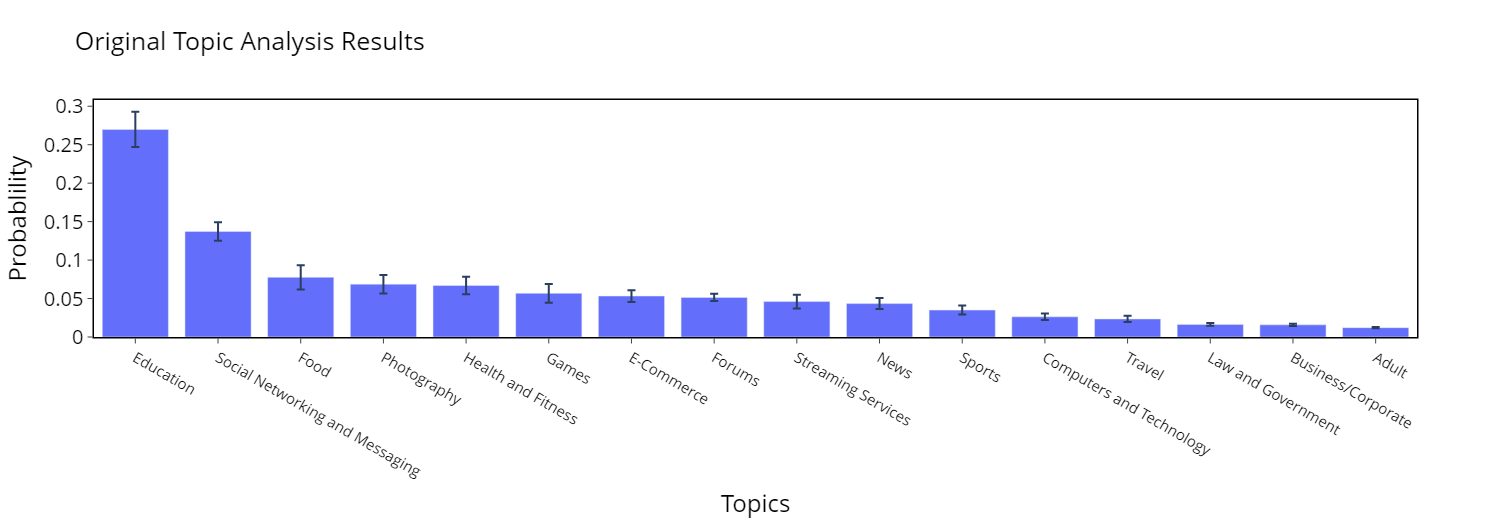 Original Topic Analysis Results
Probablility
0.3
0.25
0.2
0.15
0.1
0.05
0
Education
Social Networking and Messaging
Food
Photography
Health and Fitness
Games
E-Commerce
Forums
Streaming Services
News
Sports
Computers and Technology
Travel
Law and Government
Business/Corporate
Adult
Topics